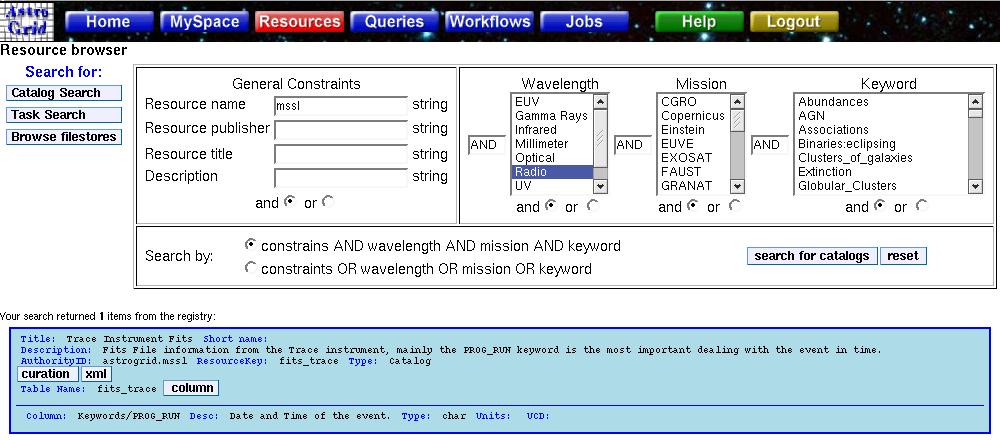 Astro Grid
Home MySpace Resources Queries Workflows Jobs Help Logout
Resource browser
Search for:
Catalog Search
Task Search
Browse filestores
General Constraints
Resource name mssl string
Resource publisher string
Resource title string
Description string
and or
AND
Wavelength
EUV
Gamma Rays
Infrared
Millimeter
Optical
Radio
UV
and or
AND
Mission
CGRO
Copernicus
Einstein
EUVE
EXOSAT
FAUST
GRANAT
and or
AND
Keyword
Abundances
AGN
Associations
Binaries:eclipsing
Clusters_of_galaxies
Extinction
Globular_Clusters
and or
Search by:
constrains AND wavelength AND mission AND keyword
constraints OR wavelength OR mission OR keyword
search for catalogs reset
Your search returned 1 items from the registry:
Title: Trace Instrument Fits Short name:
Description: Fits File information from the Trace instrument, mainly the PROG_RUN keyword is the most important dealing with the event in time.
AuthorityID: astrogrid.mssl ResourceKey: fits_trace Type: Catalog
curation xml
Table Name: fits_trace column
Column: Keywords/PROG_RUN Desc: Date and Time of the event. Type: char Units: UCD: